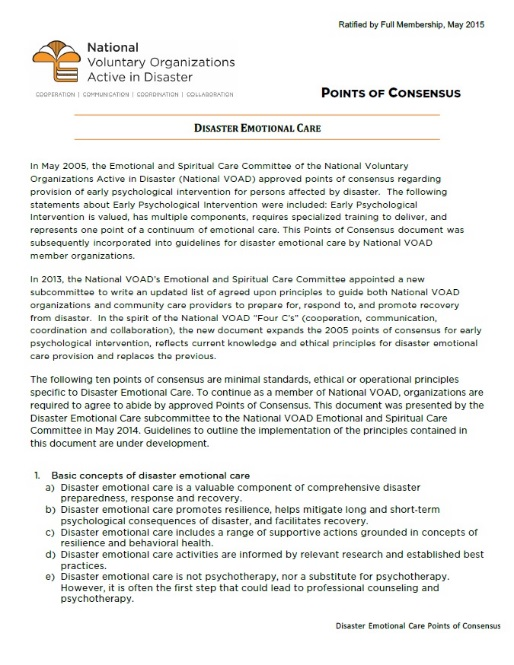 Ratified by Full Membership, May 2015
National
Voluntary Organizations
Active in Disaster
COOPERATION | COMMUNICATION | COORDINATION | COLLABORATION
POINTS OF CONSENSUS
DISASTER EMOTIONAL CARE
In May 2005, the Emotional and Spiritual Care Committee of the National Voluntary
Organizations Active in Disaster (National VOAD) approved points of consensus regarding
provision of early psychological intervention for persons affected by disaster. The following
statements about Early Psychological Intervention were included: Early Psychological
Intervention is valued, has multiple components, requires specialized training to deliver, and
represents one point of a continuum of emotional care. This Points of Consensus document was
subsequently incorporated into guidelines for disaster emotional care by National VOAD
member organizations.
In 2013, the National VOAD's Emotional and Spiritual Care Committee appointed a new
subcommittee to write an updated list of agreed upon principles to guide both National VOAD
organizations and community care providers to prepare for, respond to, and promote recovery
from disaster. In the spirit of the National VOAD "Four C's" (cooperation, communication,
coordination and collaboration), the new document expands the 2005 points of consensus for early
psychological intervention, reflects current knowledge and ethical principles for disaster emotional
care provision and replaces the previous.
The following ten points of consensus are minimal standards, ethical or operational principles
specific to Disaster Emotional Care. To continue as a member of National VOAD, organizations are
required to agree to abide by approved Points of Consensus. This document was presented by the
Disaster Emotional Care subcommittee to the National VOAD Emotional and Spiritual Care
Committee in May 2014. Guidelines to outline the implementation of the principles contained in
this document are under development.
1. Basic concepts of disaster emotional care
a) Disaster emotional care is a valuable component of comprehensive disaster
preparedness, response and recovery.
b) Disaster emotional care promotes resilience, helps mitigate long and short-term
psychological consequences of disaster, and facilitates recovery.
c) Disaster emotional care includes a range of supportive actions grounded in concepts of
resilience and behavioral health.
d) Disaster emotional care activities are informed by relevant research and established best
practices.
e) Disaster emotional care is not psychotherapy, nor a substitute for psychotherapy.
However, it is often the first step that could lead to professional counseling and
psychotherapy.
Disaster Emotional Care Points of Consensus